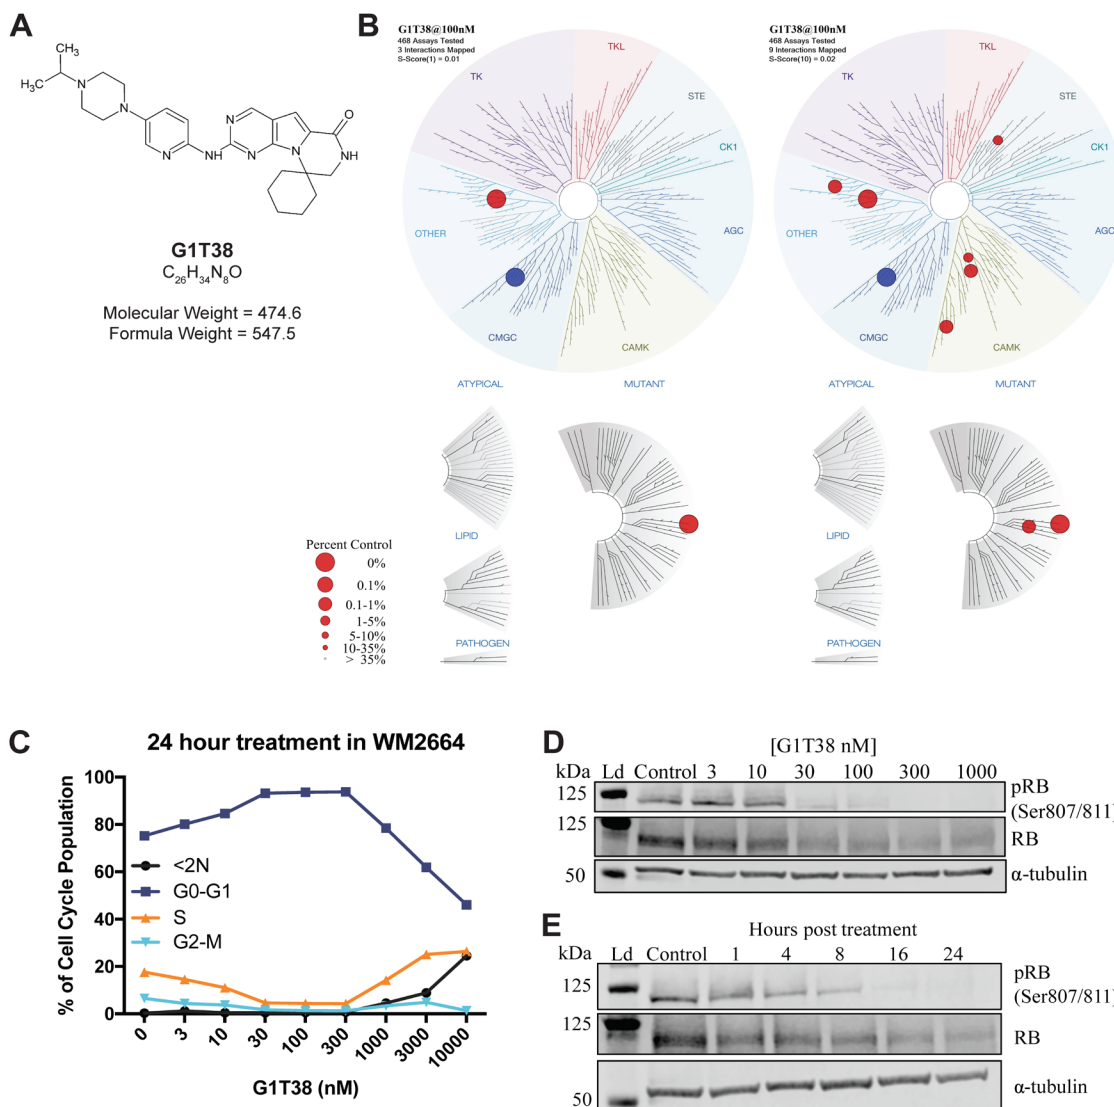 A
CH₃
H₃C
N
N
N
NH
N
N
N
O
NH
G1T38
C₂₆H₃₄N₈O
Molecular Weight = 474.6
Formula Weight = 547.5
B
G1T38@100nM
468 Assays Tested
3 Interactions Mapped
S-Score(1) = 0.01
TK
TKL
STE
CK1
AGC
CAMK
CMGC
OTHER
ATYPICAL
MUTANT
LIPID
PATHOGEN
G1T38@100nM
468 Assays Tested
9 Interactions Mapped
S-Score(10) = 0.02
TK
TKL
STE
CK1
AGC
CAMK
CMGC
OTHER
ATYPICAL
MUTANT
LIPID
PATHOGEN
Percent Control
0%
0.1%
0.1-1%
1-5%
5-10%
10-35%
> 35%
C
24 hour treatment in WM2664
% of Cell Cycle Population
100
80
60
40
20
0
<2N
G0-G1
S
G2-M
0 3 10 30 100 300 1000 3000 10000
G1T38 (nM)
D
[G1T38 nM]
kDa Ld Control 3 10 30 100 300 1000
125
pRB
(Ser807/811)
125
RB
50
α-tubulin
E
Hours post treatment
kDa Ld Control 1 4 8 16 24
125
pRB
(Ser807/811)
125
RB
50
α-tubulin